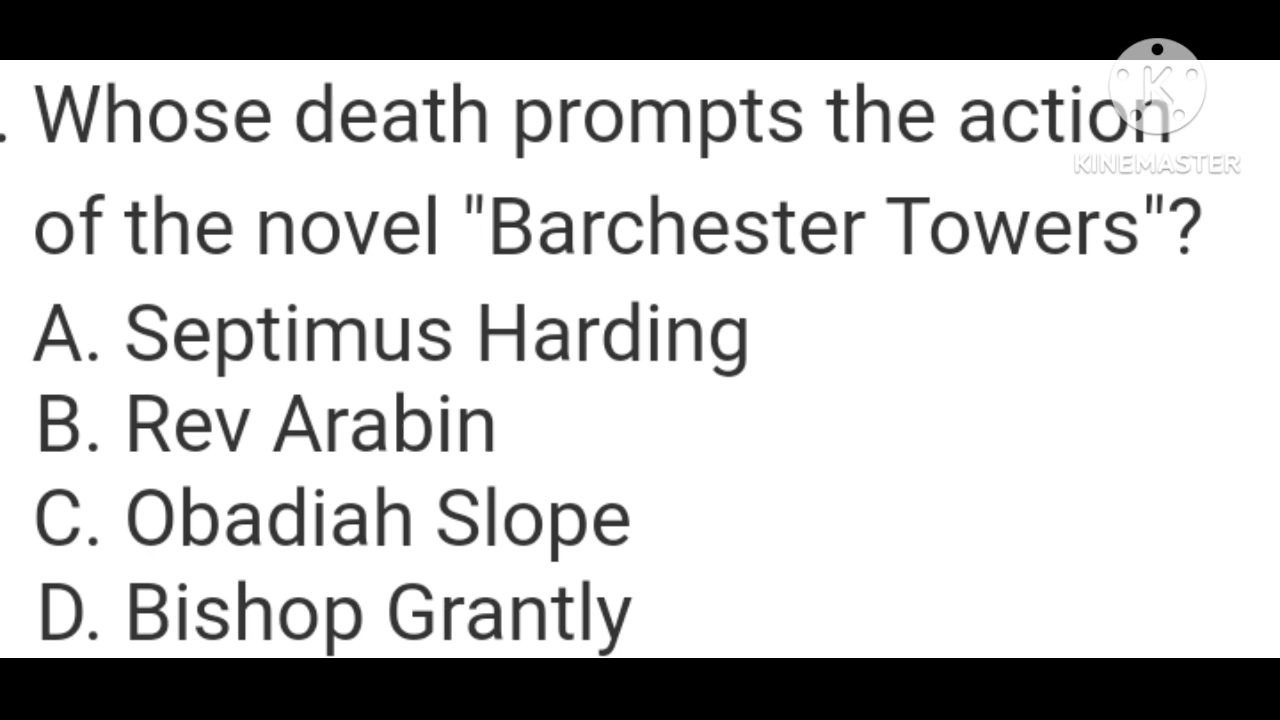 . Whose death prompts the action
KINEMASTER
of the novel "Barchester Towers"?
A. Septimus Harding
B. Rev Arabin
C. Obadiah Slope
D. Bishop Grantly